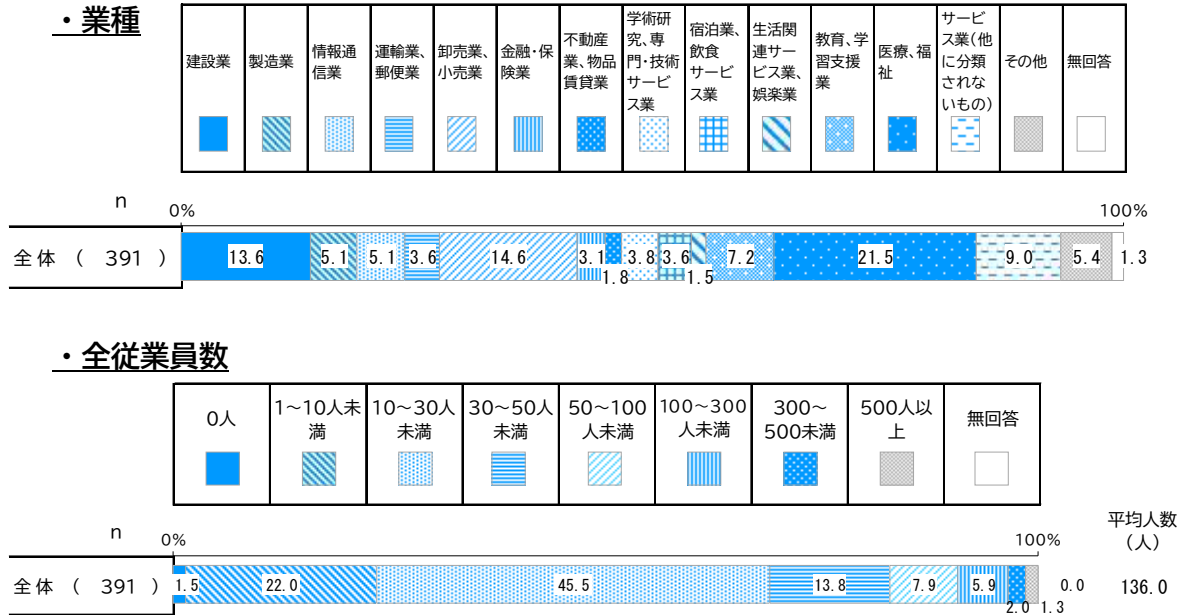 ・業種
建設業
製造業
情報通
信業
運輸業、
郵便業
卸売業、
小売業
金融・保
険業
不動産
業、物品
賃貸業
学術研
究、専
門・技術
サービ
ス業
宿泊業、
飲食
サービ
ス業
生活関
連サー
ビス業、
娯楽業
教育、学
習支援
業
医療、福
祉
サービ
ス業(他
に分類
されな
いもの)
その他
無回答
n
0%
100%
全体 ( 391 )
13.6
5.1
5.1
3.6
14.6
3.1
1.8
3.8
3.6
1.5
7.2
21.5
9.0
5.4
1.3
・全従業員数
0人
1～10人未
満
10～30人
未満
30～50人
未満
50～100
人未満
100～300
人未満
300～
500未満
500人以
上
無回答
n
0%
100%
平均人数
(人)
全体 ( 391 )
1.5
22.0
45.5
13.8
7.9
5.9
2.0
1.3
0.0
136.0